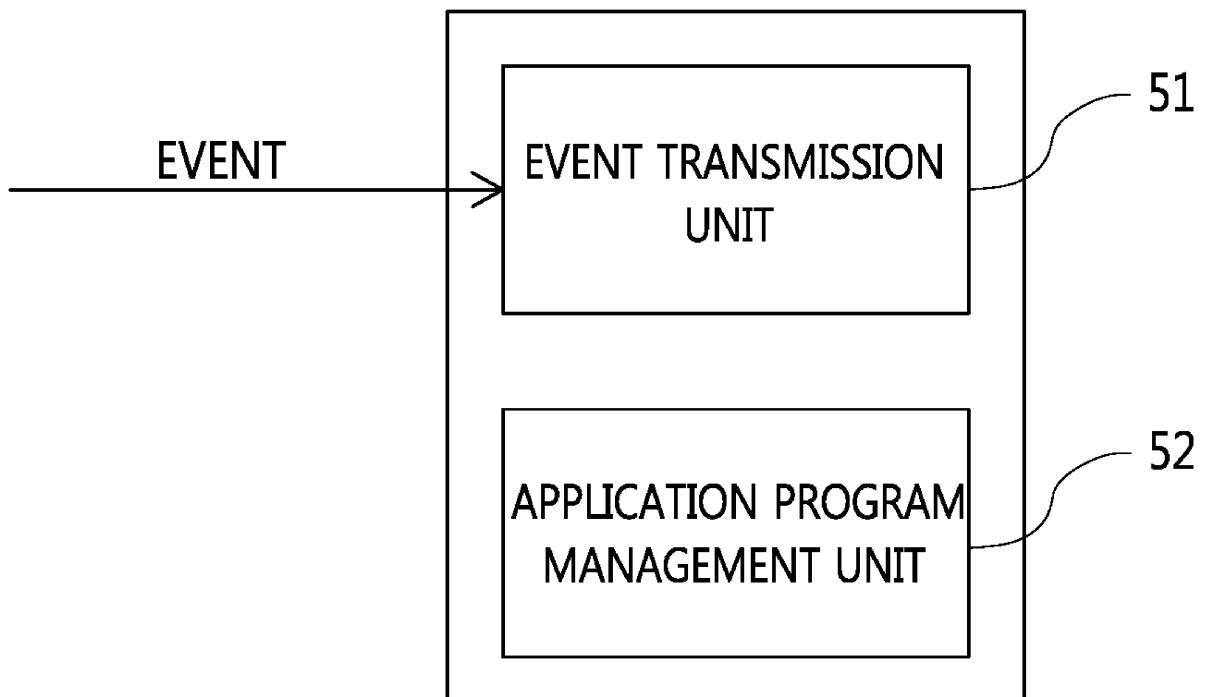 51
EVENT
EVENT TRANSMISSION
UNIT
52
APPLICATION PROGRAM
MANAGEMENT UNIT